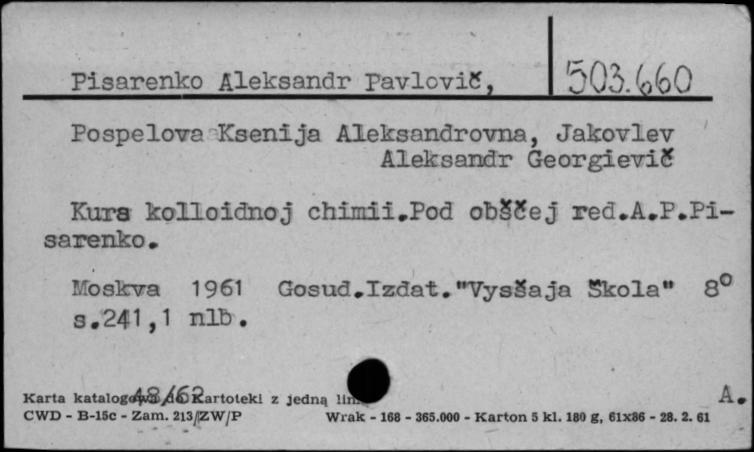 Pisarenko Aleksandr Pavlovič, 503.660
Pospelova Ksenija Aleksandrovna, Jakovlev
Aleksandr Georgievič
Kurs kolloidnoj chimii.Pod obščej red.A.P.Pi-
sarenko.
Moskva 1961 Gosud.Izdat."Vysšaja Škola" 8°
s.241,1 nlb.
48/62
A.
Karta katalogowa do Kartoteki z jedną
CWD - B-15c - Zam. 213/ZW/P Wrak - 168 - 365.000 - Karton 5 kl. 180 g, 61x86 - 28. 2. 61